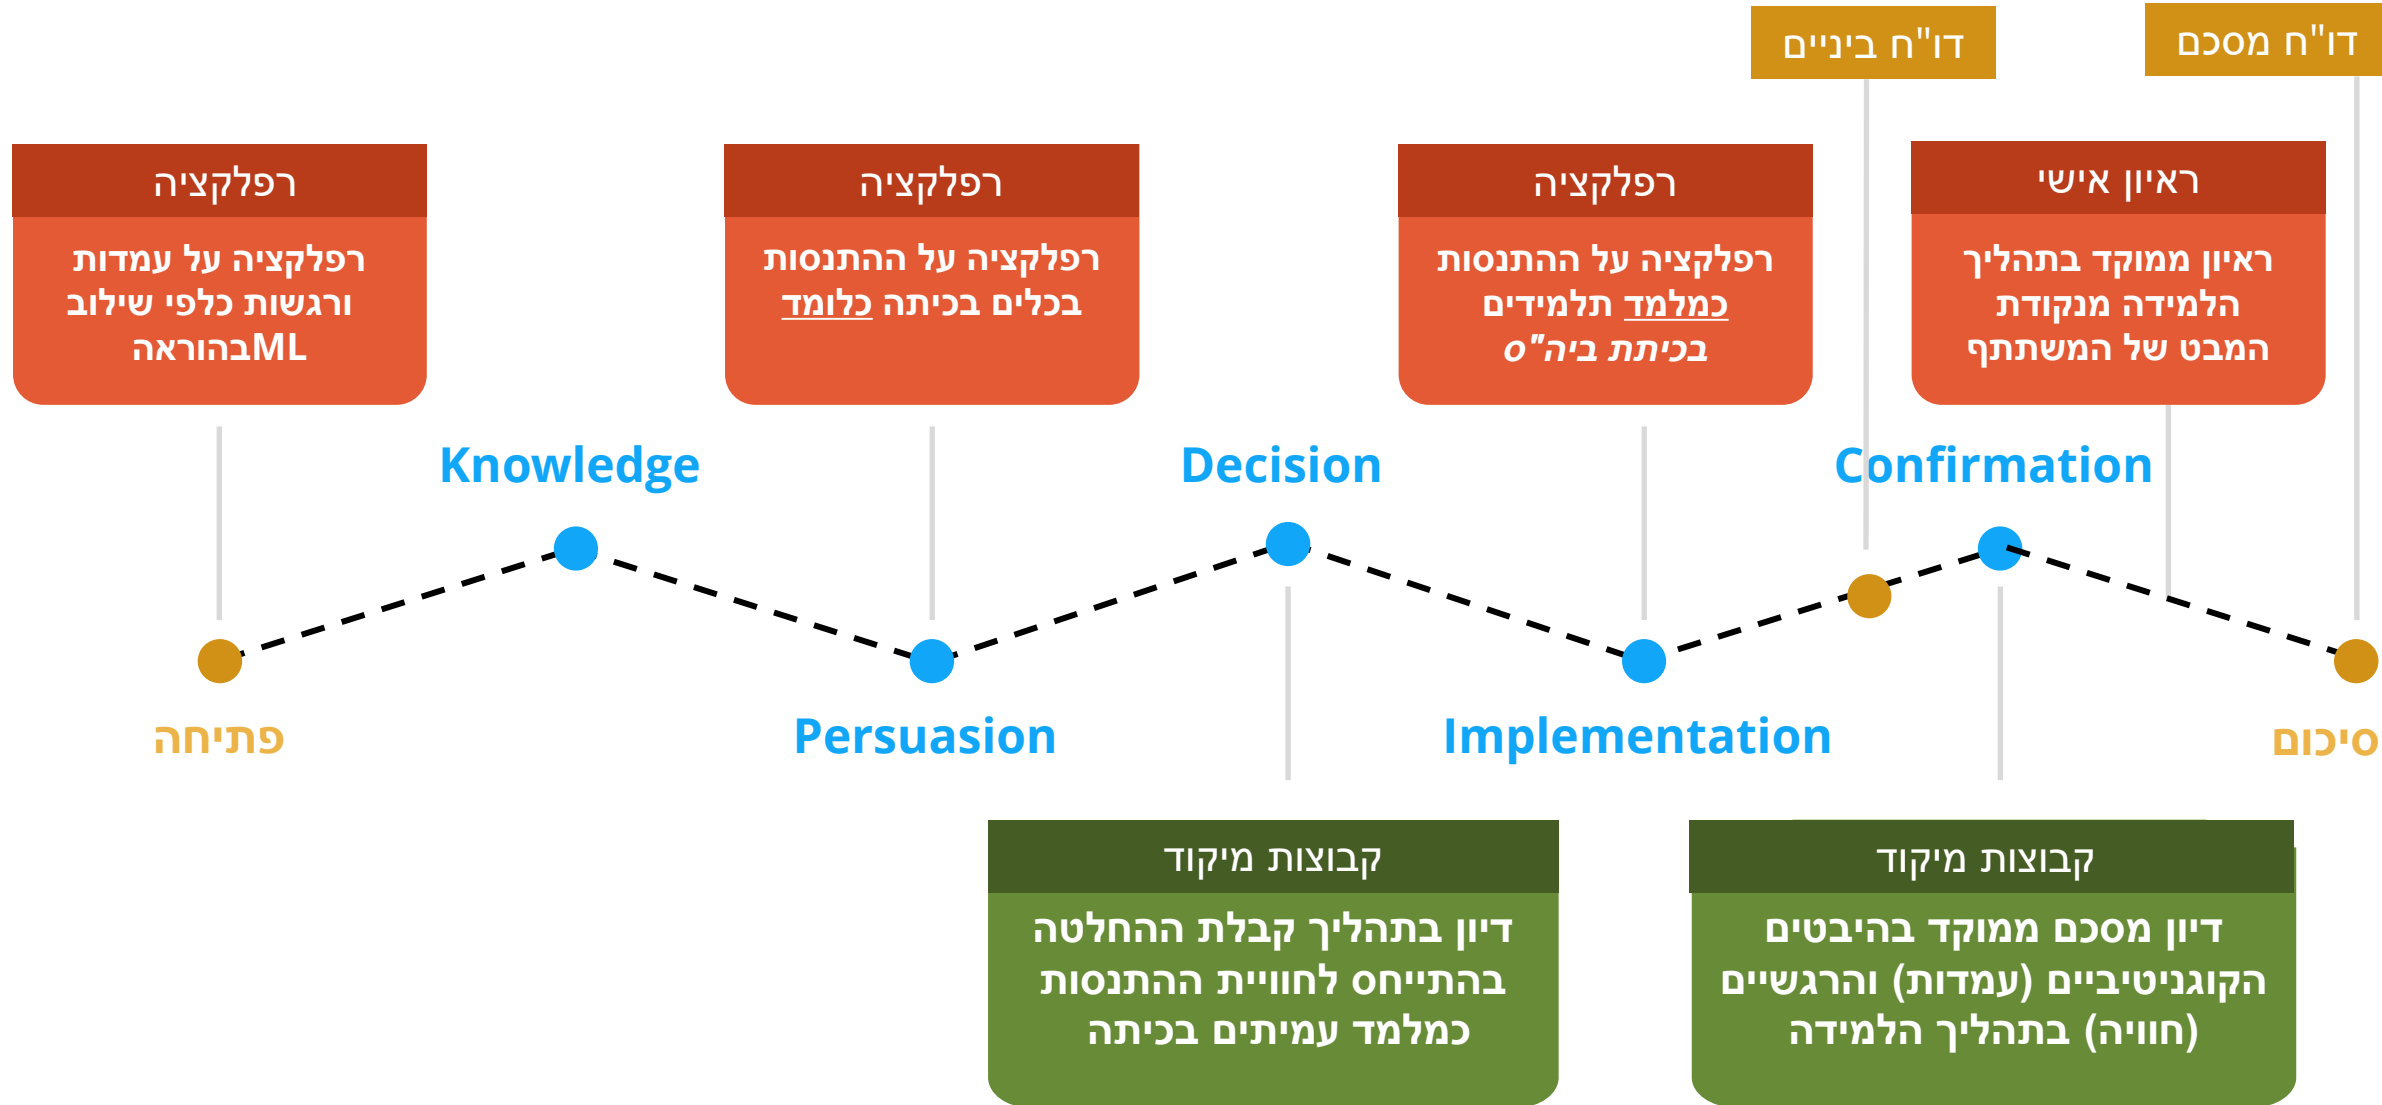 דו"ח ביניים
דו"ח מסכם
רפלקציה
רפלקציה על עמדות
ורגשות כלפי שילוב
MLבהוראה
רפלקציה
רפלקציה על ההתנסות
בכלים בכיתה כלומד
רפלקציה
רפלקציה על ההתנסות
כמלמד תלמידים
בכיתת ביה"ס
ראיון אישי
ראיון ממוקד בתהליך
הלמידה מנקודת
המבט של המשתתף
Knowledge
Decision
Confirmation
פתיחה
Persuasion
Implementation
סיכום
קבוצות מיקוד
דיון בתהליך קבלת ההחלטה
בהתייחס לחוויית ההתנסות
כמלמד עמיתים בכיתה
קבוצות מיקוד
דיון מסכם ממוקד בהיבטים
הקוגניטיביים (עמדות) והרגשיים
(חוויה) בתהליך הלמידה